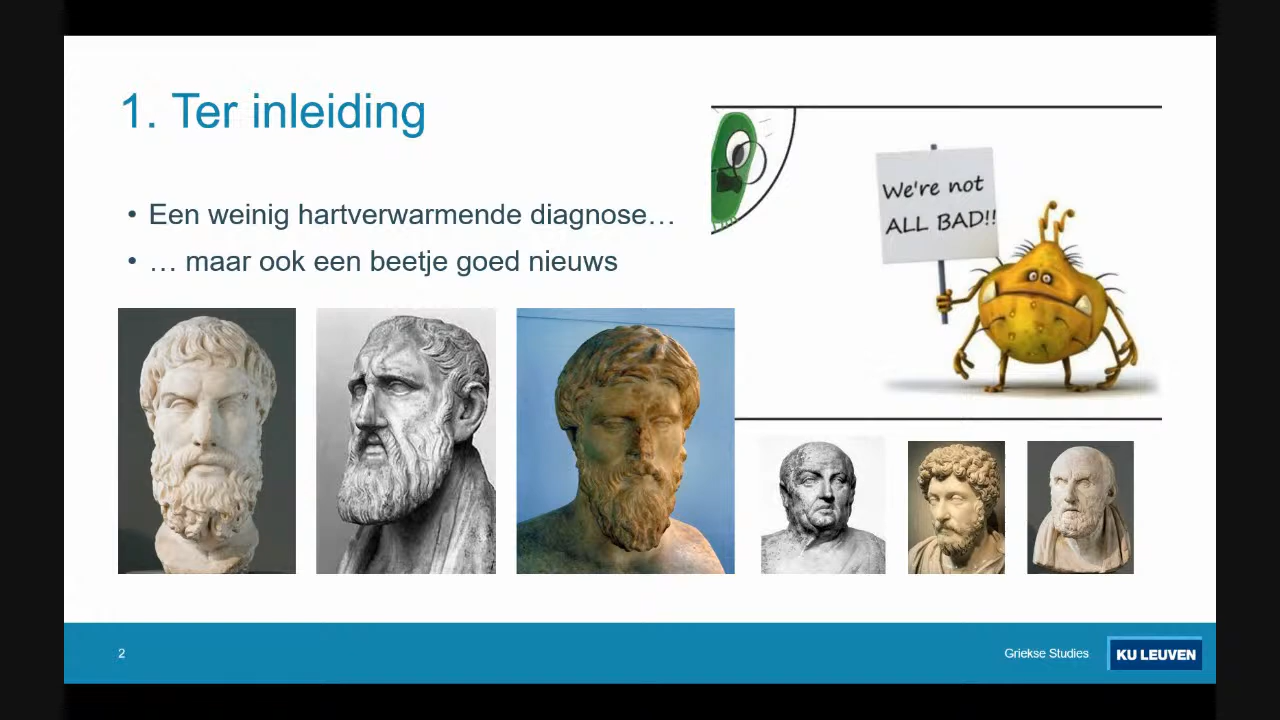 1. Ter inleiding
• Een weinig hartverwarmende diagnose…
• … maar ook een beetje goed nieuws
We're not
ALL BAD!!
2
Griekse Studies
KU LEUVEN